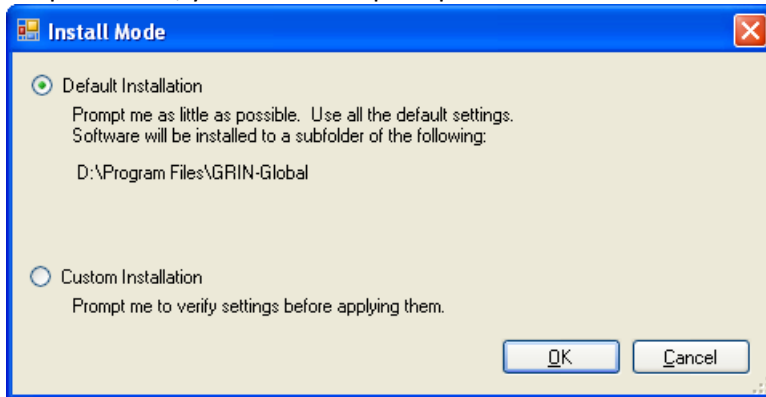 Install Mode
Default Installation
Prompt me as little as possible.  Use all the default settings.
Software will be installed to a subfolder of the following:
D:\Program Files\GRIN-Global
Custom Installation
Prompt me to verify settings before applying them.
OK
Cancel